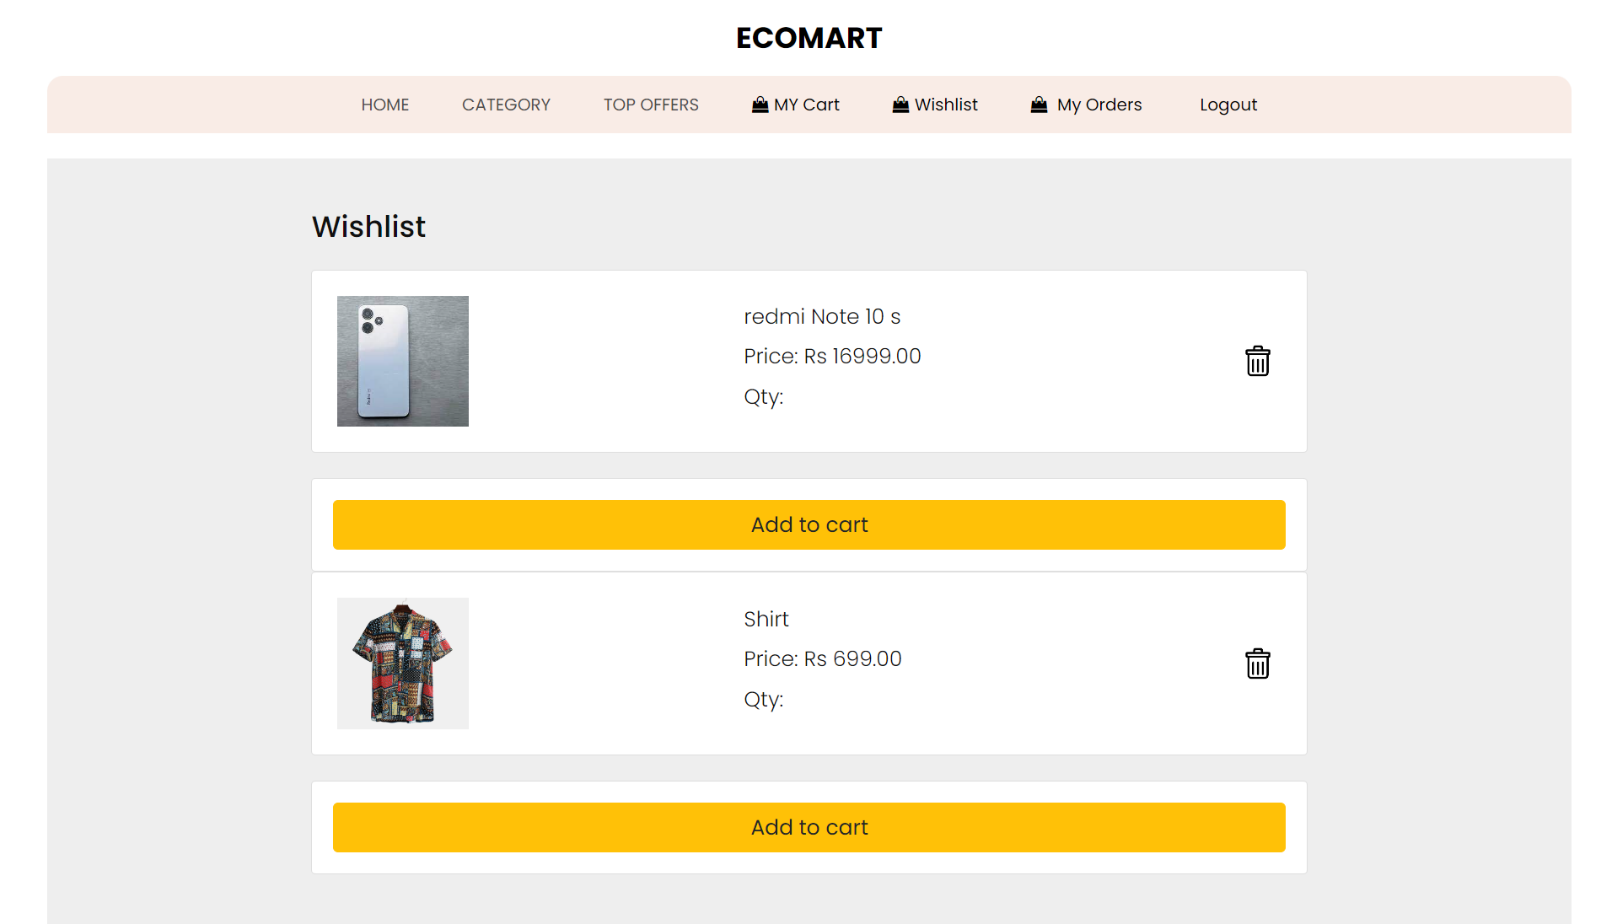 ECOMART
HOME CATEGORY TOP OFFERS MY Cart Wishlist My Orders Logout
Wishlist
redmi Note 10 s
Price: Rs 16999.00
Qty:
Add to cart
Shirt
Price: Rs 699.00
Qty:
Add to cart